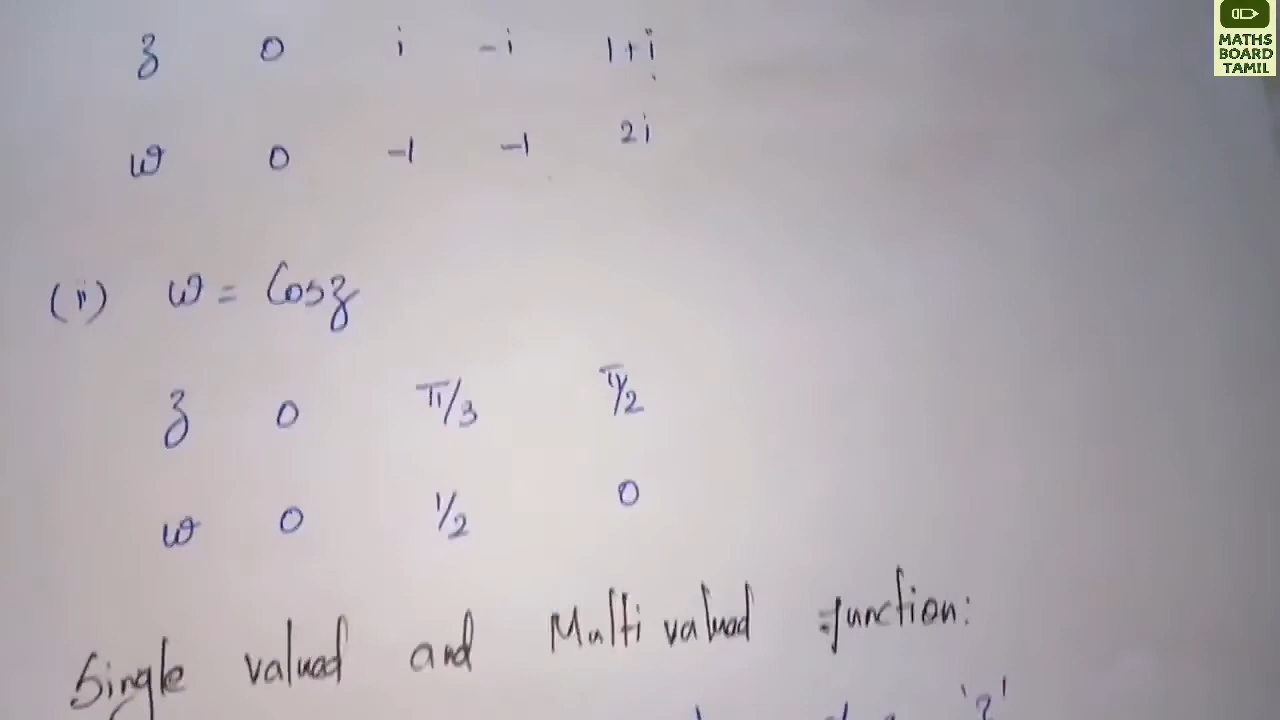 MATHS
BOARD
TAMIL
z 0 i -i 1+i
w 0 -1 -1 2i
(ii) w = Cosz
z 0 π/3 π/2
w 0 1/2 0
Single valued and Multi valued function:
'z'